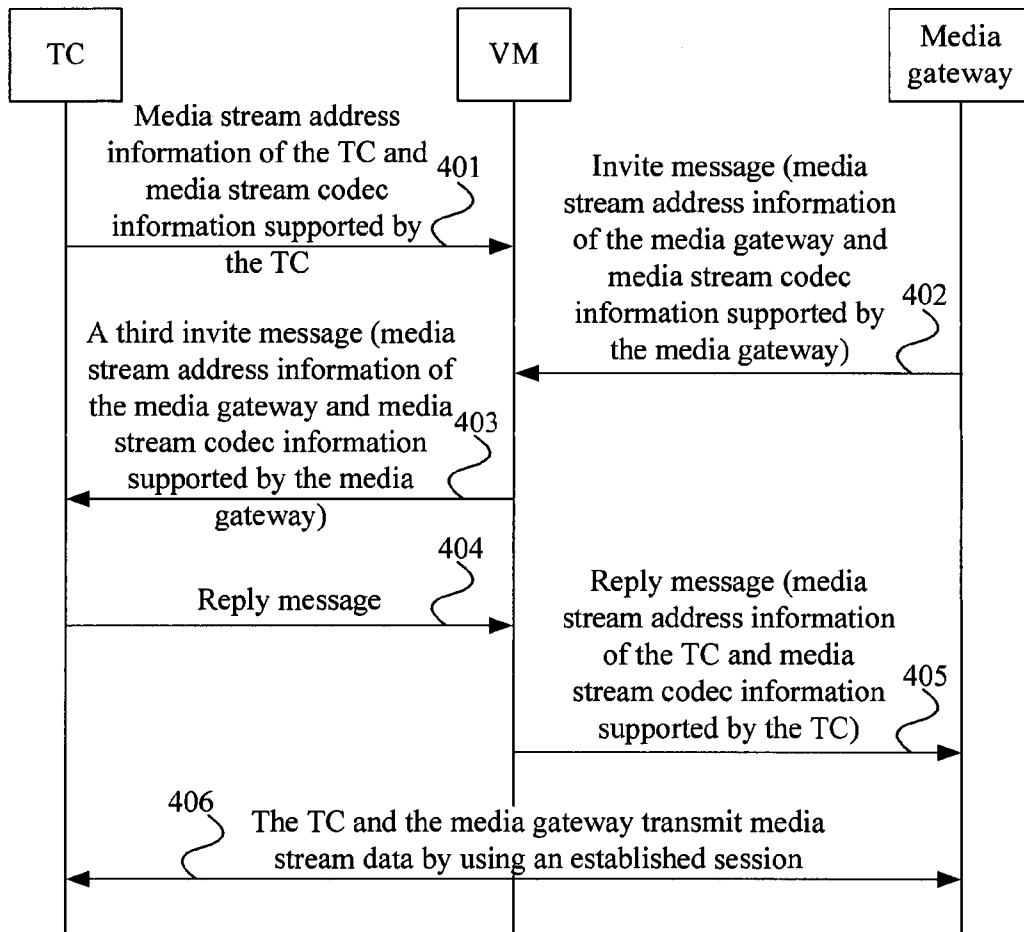 TC
VM
Media
gateway
Media stream address
information of the TC and
media stream codec
information supported by
the TC
401
Invite message (media
stream address information
of the media gateway and
media stream codec
information supported by
the media gateway)
402
A third invite message (media
stream address information of
the media gateway and media
stream codec information
supported by the media
gateway)
403
404
Reply message
Reply message (media
stream address information
of the TC and media
stream codec information
supported by the TC)
405
406
The TC and the media gateway transmit media
stream data by using an established session